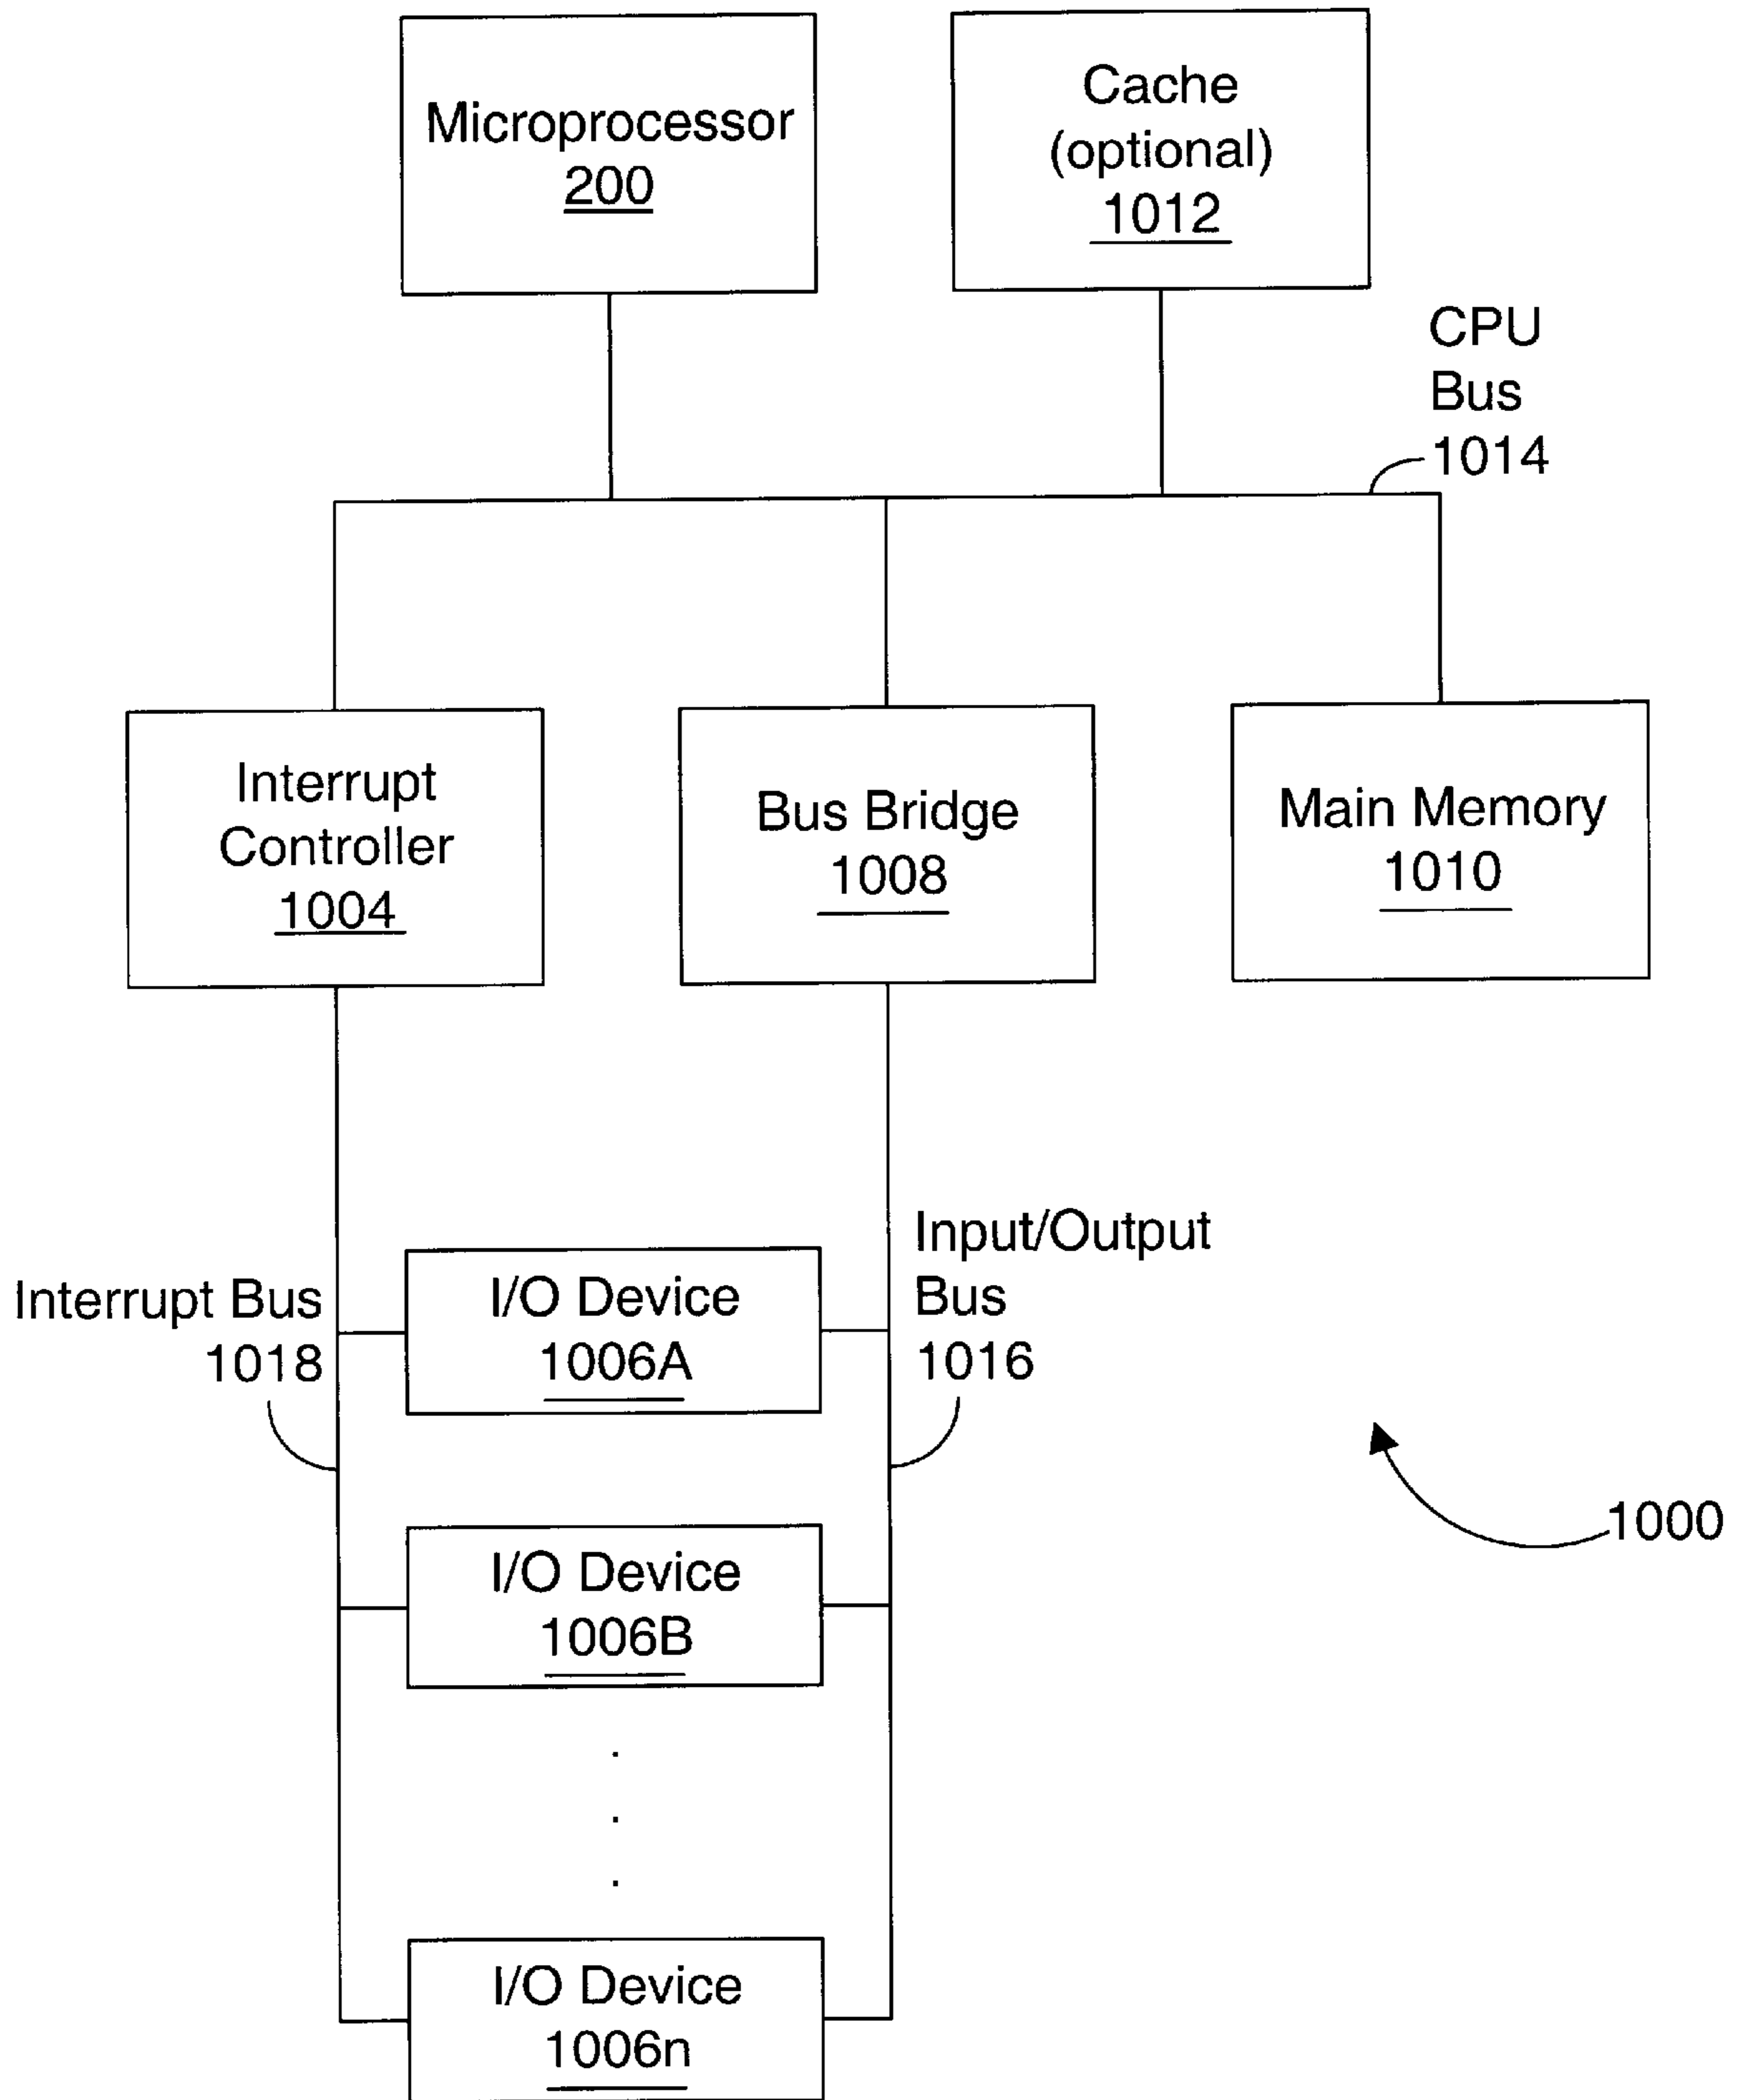 Microprocessor
200
Cache
(optional)
1012
CPU
Bus
1014
Interrupt
Controller
1004
Bus Bridge
1008
Main Memory
1010
Interrupt Bus
1018
I/O Device
1006A
Input/Output
Bus
1016
I/O Device
1006B
1000
.
.
.
I/O Device
1006n